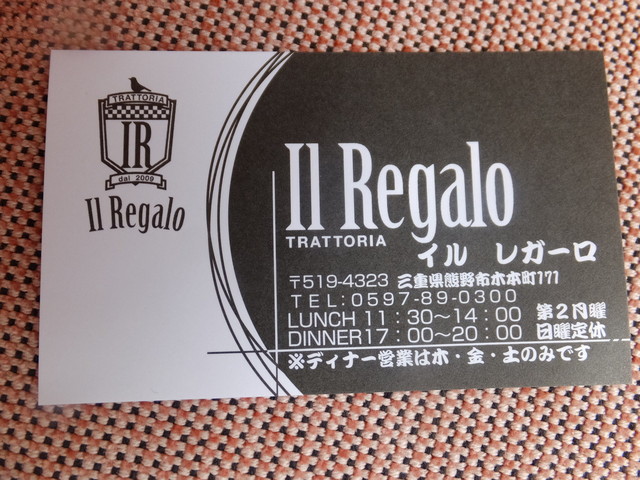 TRATTORIA
IR
dal 2009
Il Regalo
Il Regalo
TRATTORIA
イル レガーロ
〒519-4323 三重県熊野市木本町171
TEL:0597-89-0300
LUNCH 11：30〜14：00 第2月曜
DINNER17：00〜20：00 日曜定休
※ディナー営業は木・金・土のみです